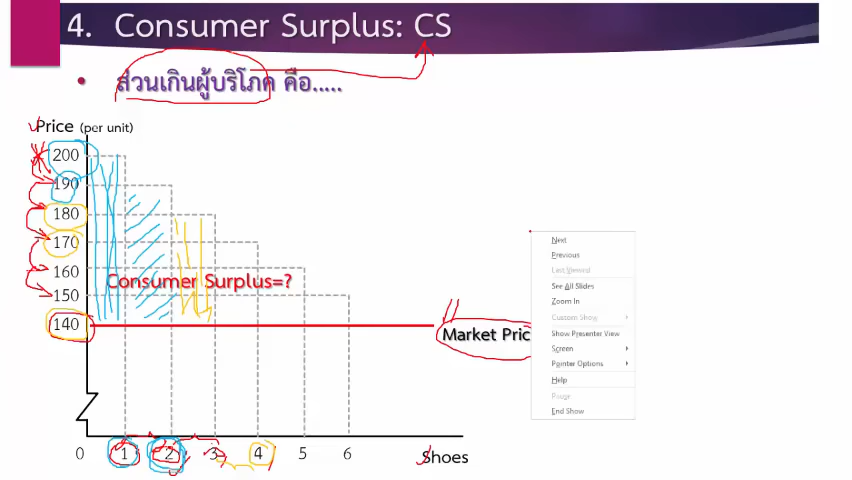 4. Consumer Surplus: CS
• ส่วนเกินผู้บริโภค คือ.....
Price (per unit)
200
190
180
170
160
150
140
Consumer Surplus=?
Market Pric
0 1 2 3 4 5 6 Shoes
Next
Previous
Last Viewed
See All Slides
Zoom In
Custom Show
Show Presenter View
Screen
Pointer Options
Help
Pause
End Show